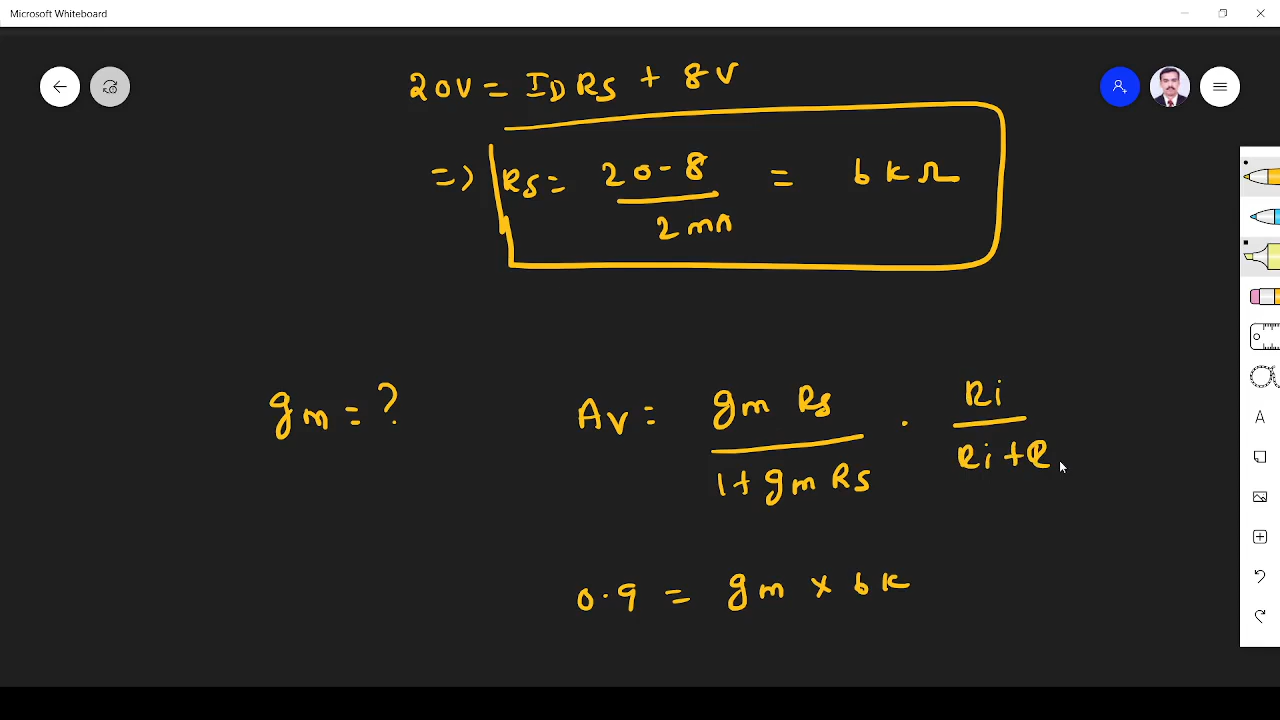 Microsoft Whiteboard
20V = IDRS + 8V
=> RS = 20-8 / 2mA = 6kΩ
gm = ? Av = gm Rs / 1+gm Rs . Ri / Ri+R
0.9 = gm × 6k
A